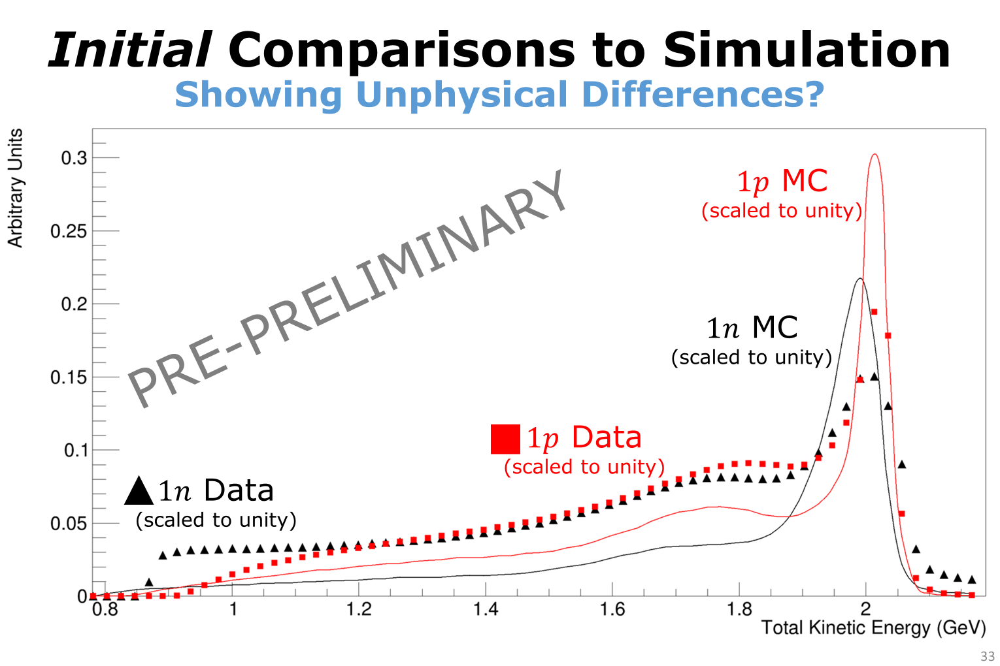 Initial Comparisons to Simulation
Showing Unphysical Differences?
Arbitrary Units
0.3
0.25
0.2
0.15
0.1
0.05
0
PRE-PRELIMINARY
1p MC
(scaled to unity)
1n MC
(scaled to unity)
1p Data
(scaled to unity)
1n Data
(scaled to unity)
0.8 1 1.2 1.4 1.6 1.8 2
Total Kinetic Energy (GeV)
33